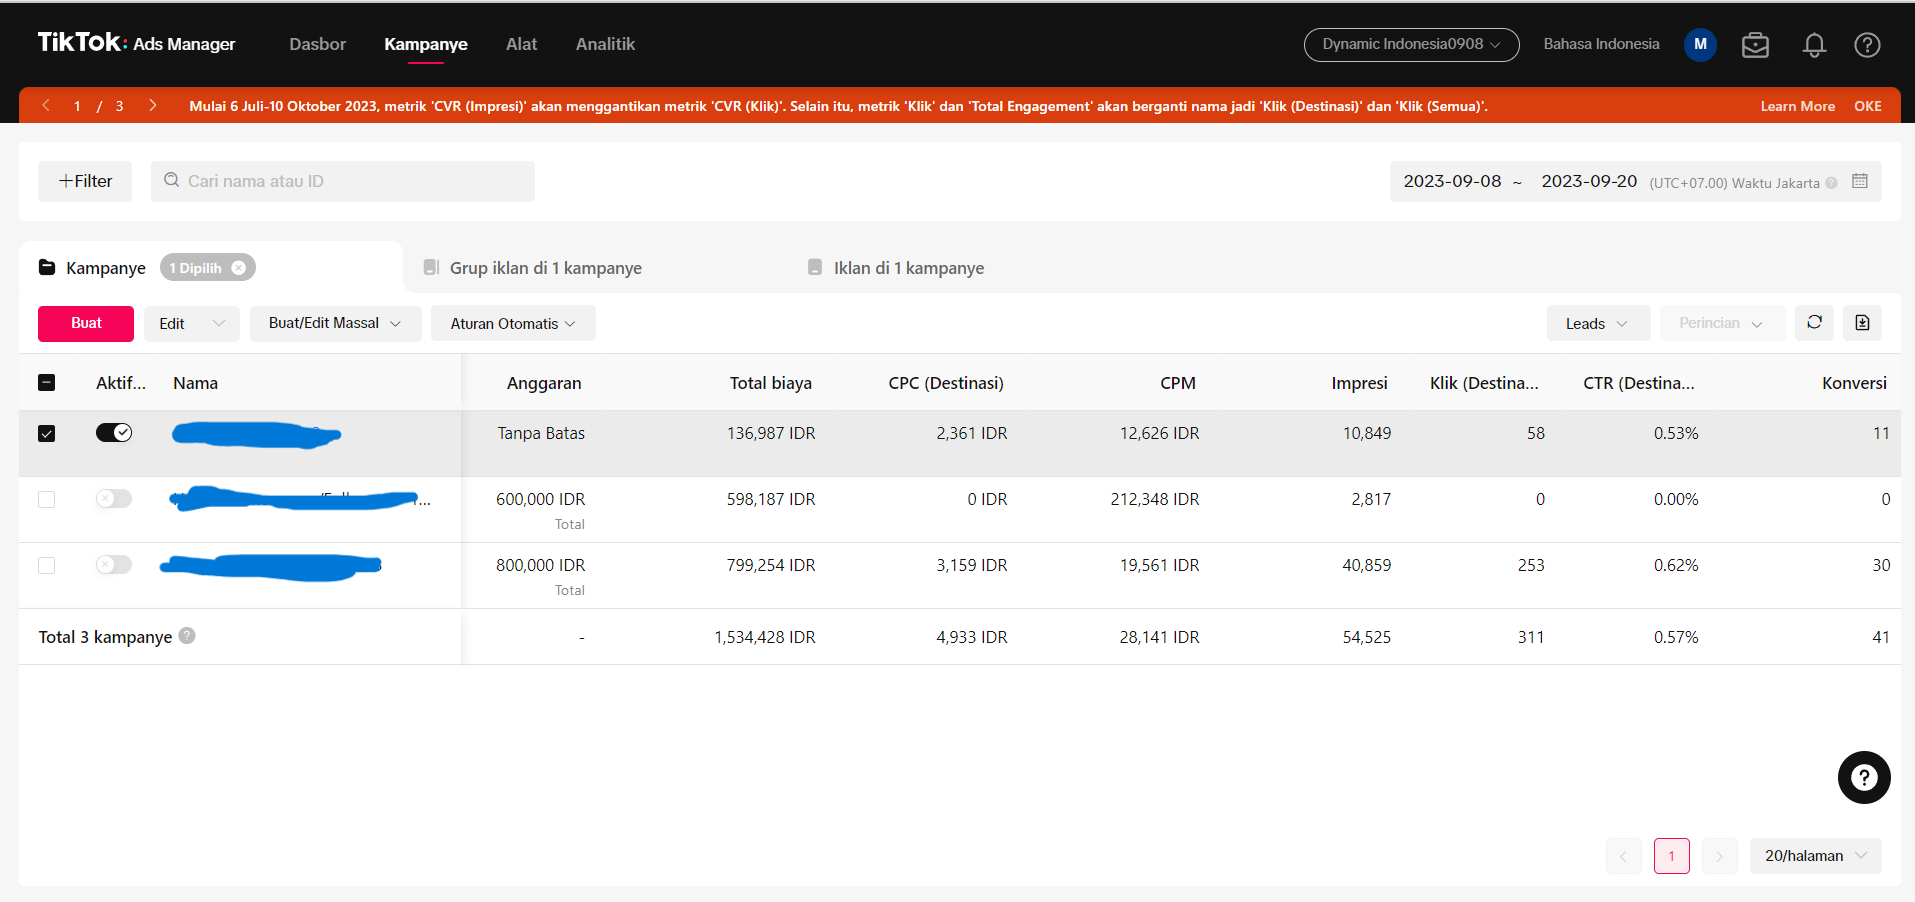 TikTok: Ads Manager Dasbor Kampanye Alat Analitik Dynamic Indonesia0908 Bahasa Indonesia M
1 / 3 Mulai 6 Juli-10 Oktober 2023, metrik 'CVR (Impresi)' akan menggantikan metrik 'CVR (Klik)'. Selain itu, metrik 'Klik' dan 'Total Engagement' akan berganti nama jadi 'Klik (Destinasi)' dan 'Klik (Semua)'. Learn More OKE
+Filter Cari nama atau ID 2023-09-08 ~ 2023-09-20 (UTC+07.00) Waktu Jakarta
Kampanye 1 Dipilih Grup iklan di 1 kampanye Iklan di 1 kampanye
Buat Edit Buat/Edit Massal Aturan Otomatis Leads Perincian
Aktif... Nama Anggaran Total biaya CPC (Destinasi) CPM Impresi Klik (Destina... CTR (Destina... Konversi
Tanpa Batas 136,987 IDR 2,361 IDR 12,626 IDR 10,849 58 0.53% 11
600,000 IDR 598,187 IDR 0 IDR 212,348 IDR 2,817 0 0.00% 0
Total
800,000 IDR 799,254 IDR 3,159 IDR 19,561 IDR 40,859 253 0.62% 30
Total
Total 3 kampanye - 1,534,428 IDR 4,933 IDR 28,141 IDR 54,525 311 0.57% 41
1 20/halaman